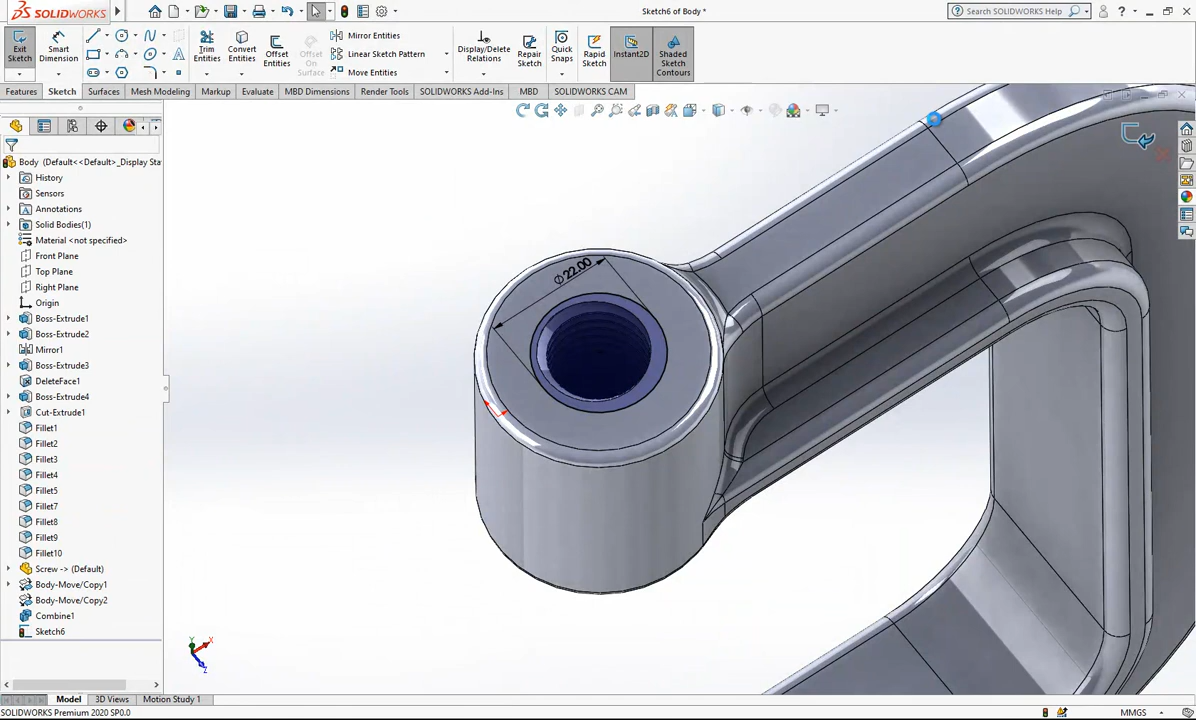 SOLIDWORKS
Sketch6 of Body *
Search SOLIDWORKS Help
Exit Sketch
Smart Dimension
Trim Entities
Convert Entities
Offset Entities
Offset On Surface
Mirror Entities
Linear Sketch Pattern
Move Entities
Display/Delete Relations
Repair Sketch
Quick Snaps
Rapid Sketch
Instant2D
Shaded Sketch Contours
Features Sketch Surfaces Mesh Modeling Markup Evaluate MBD Dimensions Render Tools SOLIDWORKS Add-Ins MBD SOLIDWORKS CAM
Body (Default<<Default>_Display Sta
History
Sensors
Annotations
Solid Bodies(1)
Material <not specified>
Front Plane
Top Plane
Right Plane
Origin
Boss-Extrude1
Boss-Extrude2
Mirror1
Boss-Extrude3
DeleteFace1
Boss-Extrude4
Cut-Extrude1
Fillet1
Fillet2
Fillet3
Fillet4
Fillet5
Fillet6
Fillet7
Fillet8
Fillet9
Fillet10
Screw -> (Default)
Body-Move/Copy1
Body-Move/Copy2
Combine1
Sketch6
Ø22.00
Y
X
Z
Model 3D Views Motion Study 1
SOLIDWORKS Premium 2020 SP0.0
MMGS